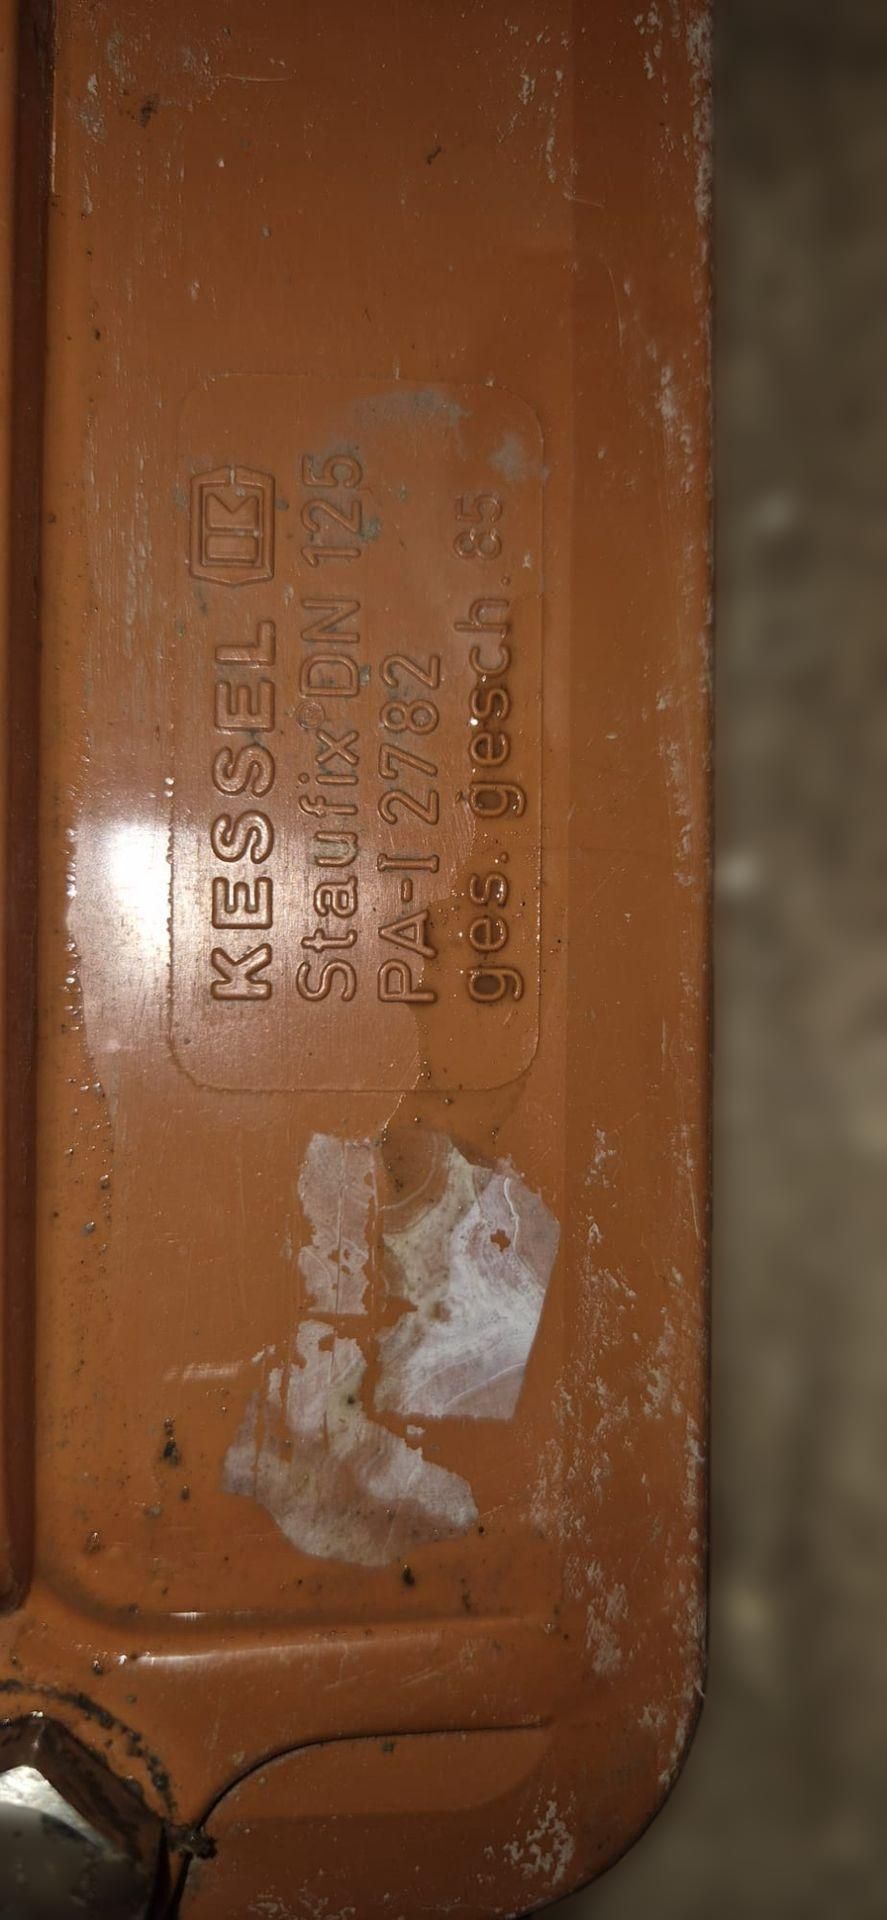 KESSEL
Staufix® DN 125
PA-I 2782
ges. gesch. 85